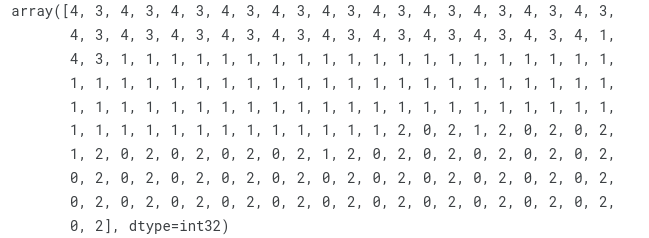 array([4, 3, 4, 3, 4, 3, 4, 3, 4, 3, 4, 3, 4, 3, 4, 3, 4, 3, 4, 3, 4, 3,
4, 3, 4, 3, 4, 3, 4, 3, 4, 3, 4, 3, 4, 3, 4, 3, 4, 3, 4, 1,
4, 3, 1, 1, 1, 1, 1, 1, 1, 1, 1, 1, 1, 1, 1, 1, 1, 1, 1, 1, 1, 1,
1, 1, 1, 1, 1, 1, 1, 1, 1, 1, 1, 1, 1, 1, 1, 1, 1, 1, 1, 1, 1, 1,
1, 1, 1, 1, 1, 1, 1, 1, 1, 1, 1, 1, 1, 1, 1, 1, 1, 1, 1, 1, 1, 1,
1, 1, 1, 1, 1, 1, 1, 1, 1, 1, 1, 1, 1, 2, 0, 2, 1, 2, 0, 2, 0, 2,
1, 2, 0, 2, 0, 2, 0, 2, 0, 2, 1, 2, 0, 2, 0, 2, 0, 2, 0, 2, 0, 2,
0, 2, 0, 2, 0, 2, 0, 2, 0, 2, 0, 2, 0, 2, 0, 2, 0, 2, 0, 2, 0, 2,
0, 2, 0, 2, 0, 2, 0, 2, 0, 2, 0, 2, 0, 2, 0, 2, 0, 2, 0, 2, 0, 2,
0, 2], dtype=int32)